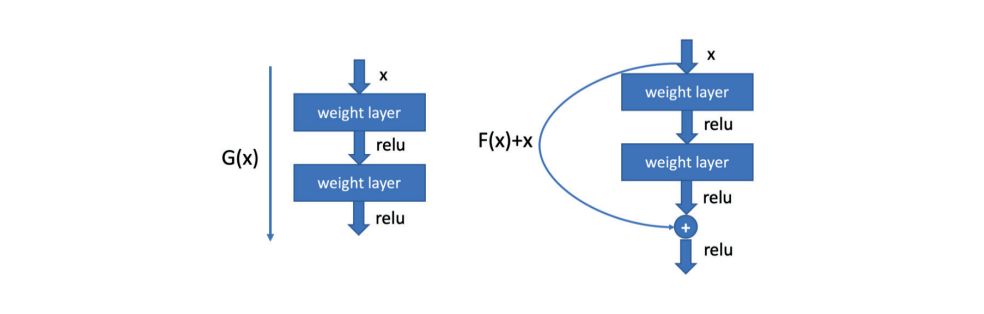 x
weight layer
relu
G(x)
weight layer
relu
x
weight layer
relu
F(x)+x
weight layer
relu
+
relu